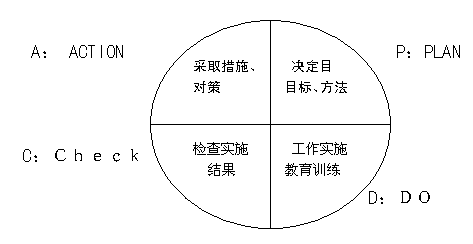 A： ACTION
采取措施、
对策
决定目
目标、方法
P：PLAN
C：Ｃｈｅｃｋ
检查实施
结果
工作实施
教育训练
D：ＤＯ